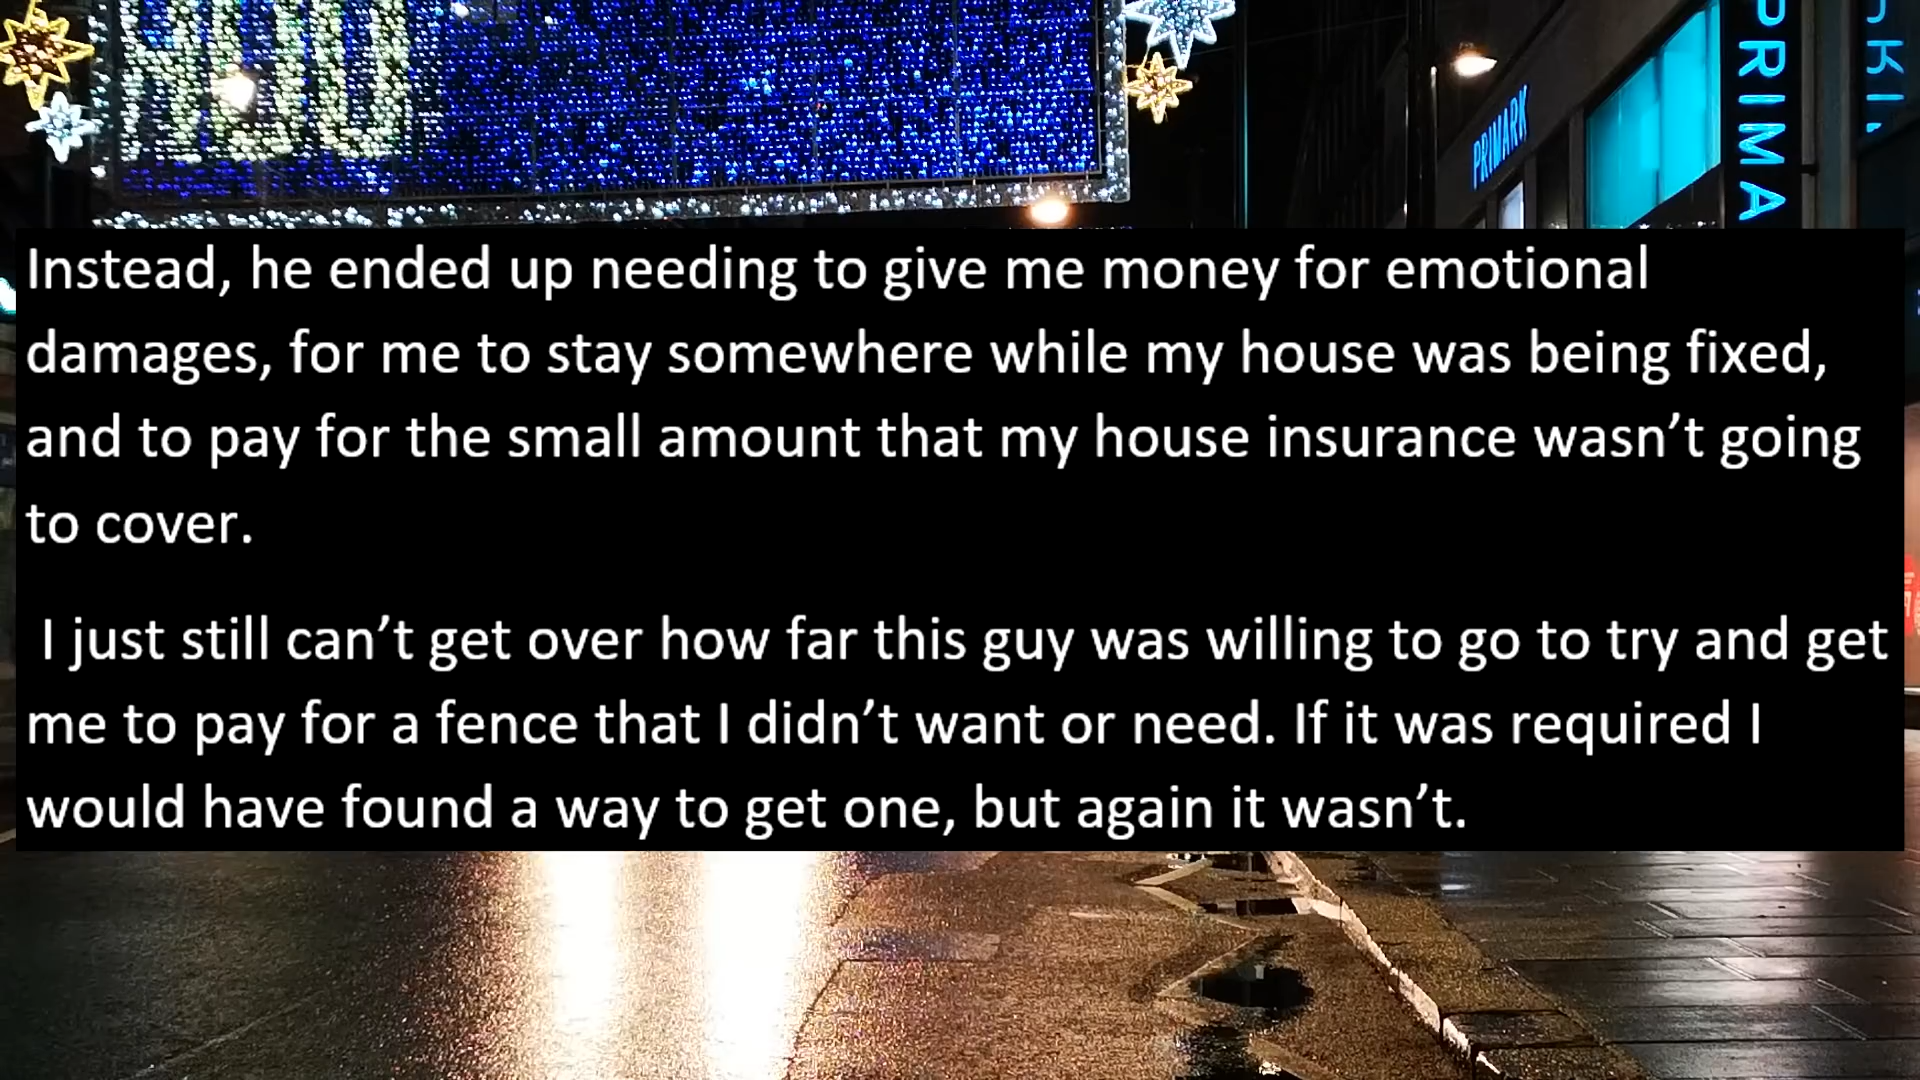 PRIMARK
PRIMA
Instead, he ended up needing to give me money for emotional
damages, for me to stay somewhere while my house was being fixed,
and to pay for the small amount that my house insurance wasn’t going
to cover.
I just still can’t get over how far this guy was willing to go to try and get
me to pay for a fence that I didn’t want or need. If it was required I
would have found a way to get one, but again it wasn’t.